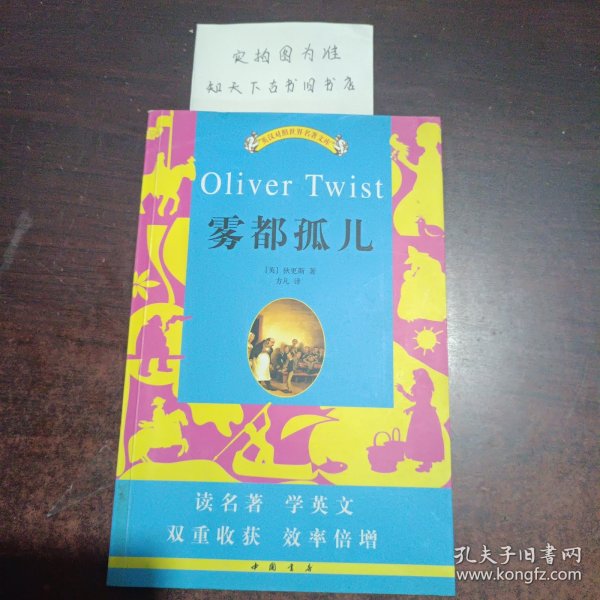 实拍图为准
知天下古书旧书店
英汉对照世界名著文库
Oliver Twist
雾都孤儿
[英] 狄更斯 著
方凡 译
读名著 学英文
双重收获 效率倍增
中国书店
孔夫子旧书网
www.kongfz.com